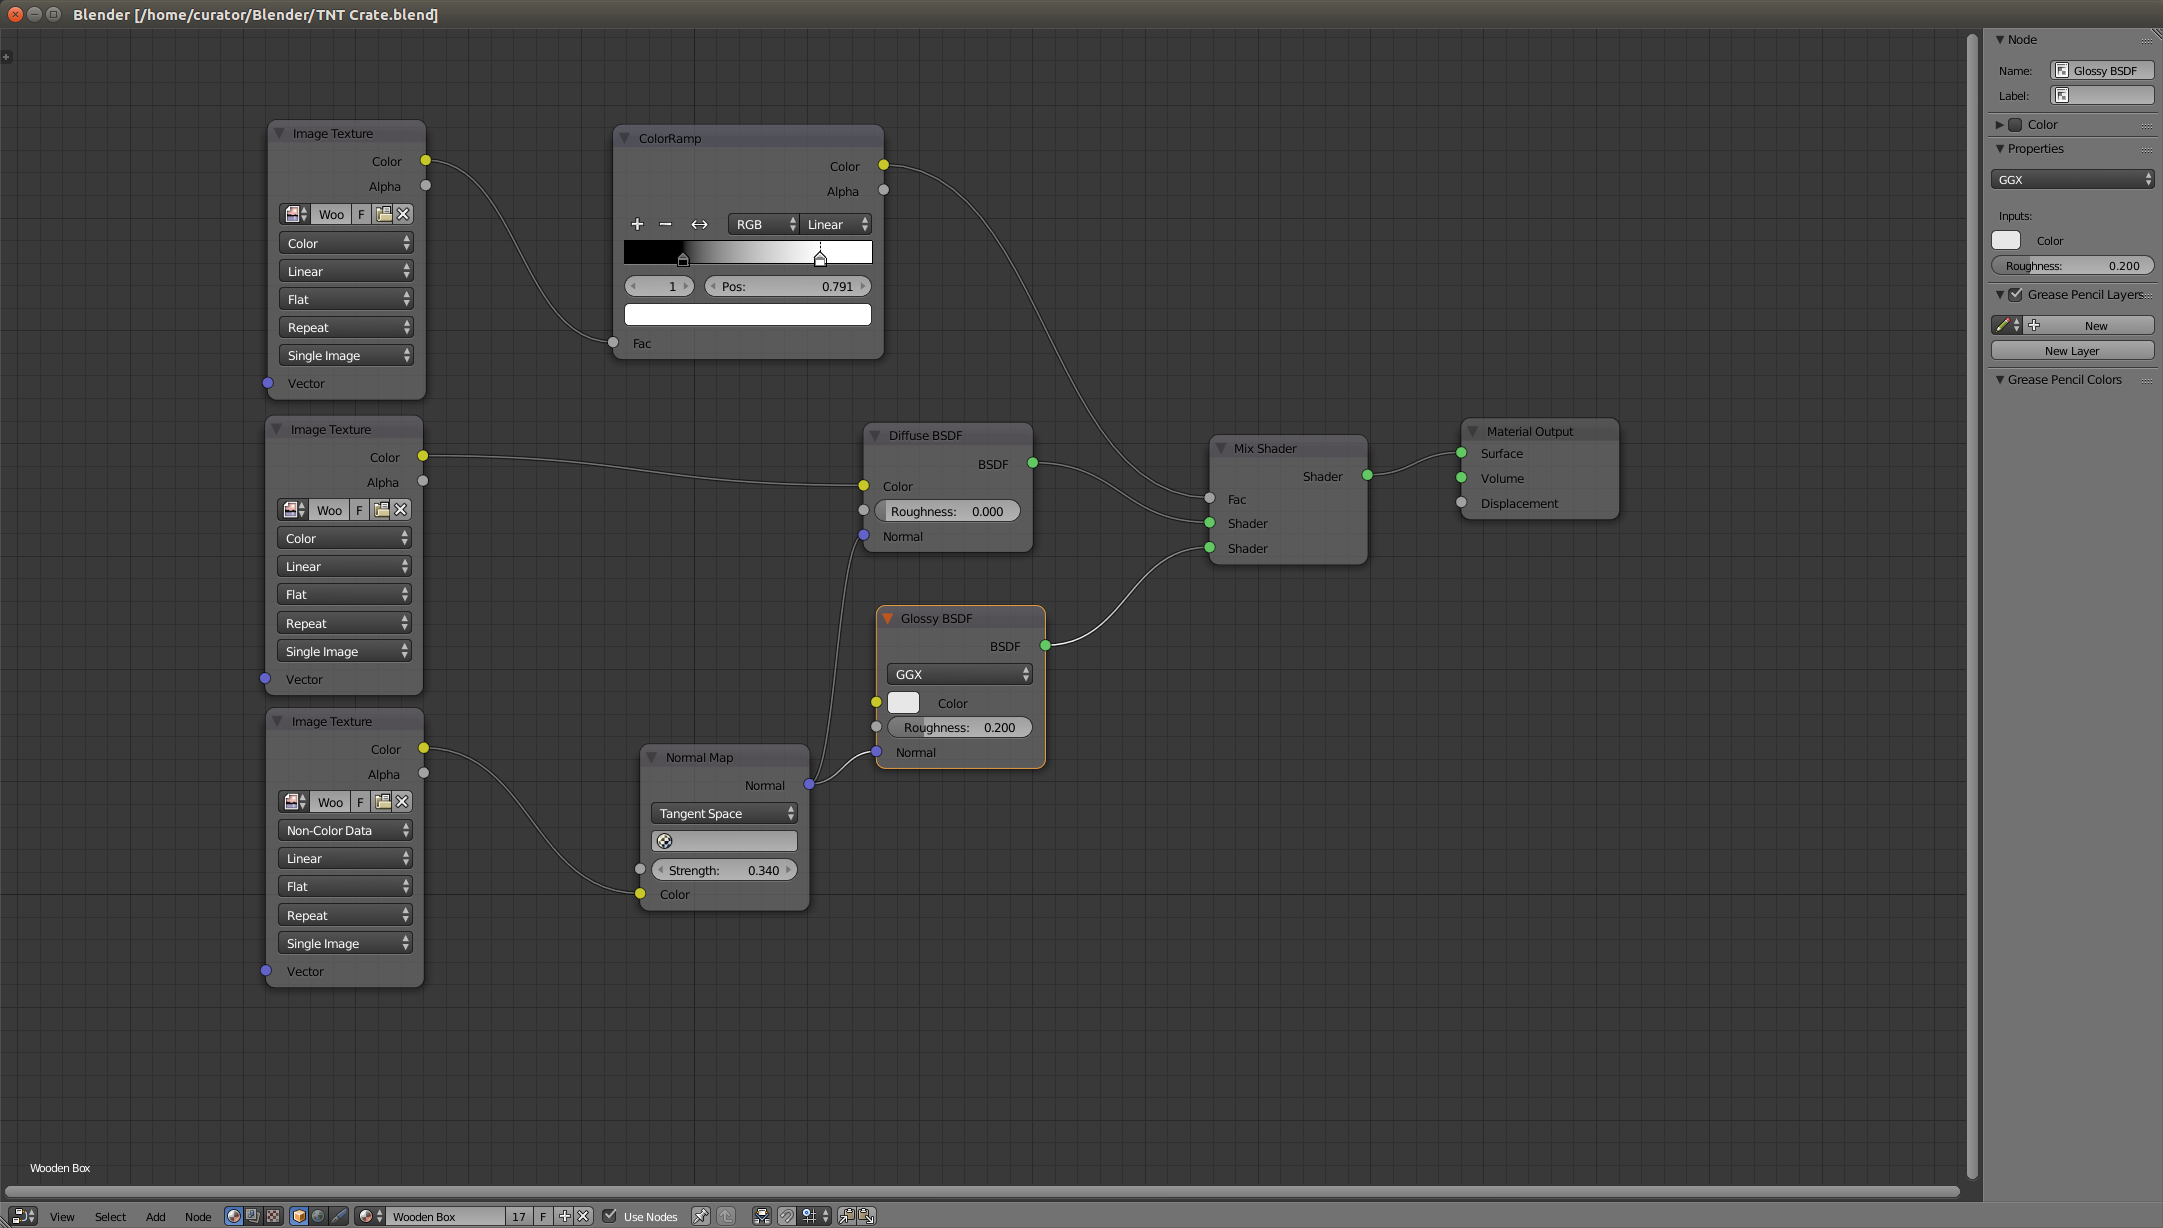 Blender [/home/curator/Blender/TNT Crate.blend]
Image Texture
Color
Alpha
Woo F
Color
Linear
Flat
Repeat
Single Image
Vector
Image Texture
Color
Alpha
Woo F
Color
Linear
Flat
Repeat
Single Image
Vector
Image Texture
Color
Alpha
Woo F
Non-Color Data
Linear
Flat
Repeat
Single Image
Vector
ColorRamp
Color
Alpha
RGB Linear
1 Pos: 0.791
Fac
Diffuse BSDF
BSDF
Color
Roughness: 0.000
Normal
Glossy BSDF
BSDF
GGX
Color
Roughness: 0.200
Normal
Normal Map
Normal
Tangent Space
Strength: 0.340
Color
Mix Shader
Shader
Fac
Shader
Shader
Material Output
Surface
Volume
Displacement
Node
Name: Glossy BSDF
Label:
Color
Properties
GGX
Inputs:
Color
Roughness: 0.200
Grease Pencil Layers
New
New Layer
Grease Pencil Colors
Wooden Box
View Select Add Node Wooden Box 17 F Use Nodes